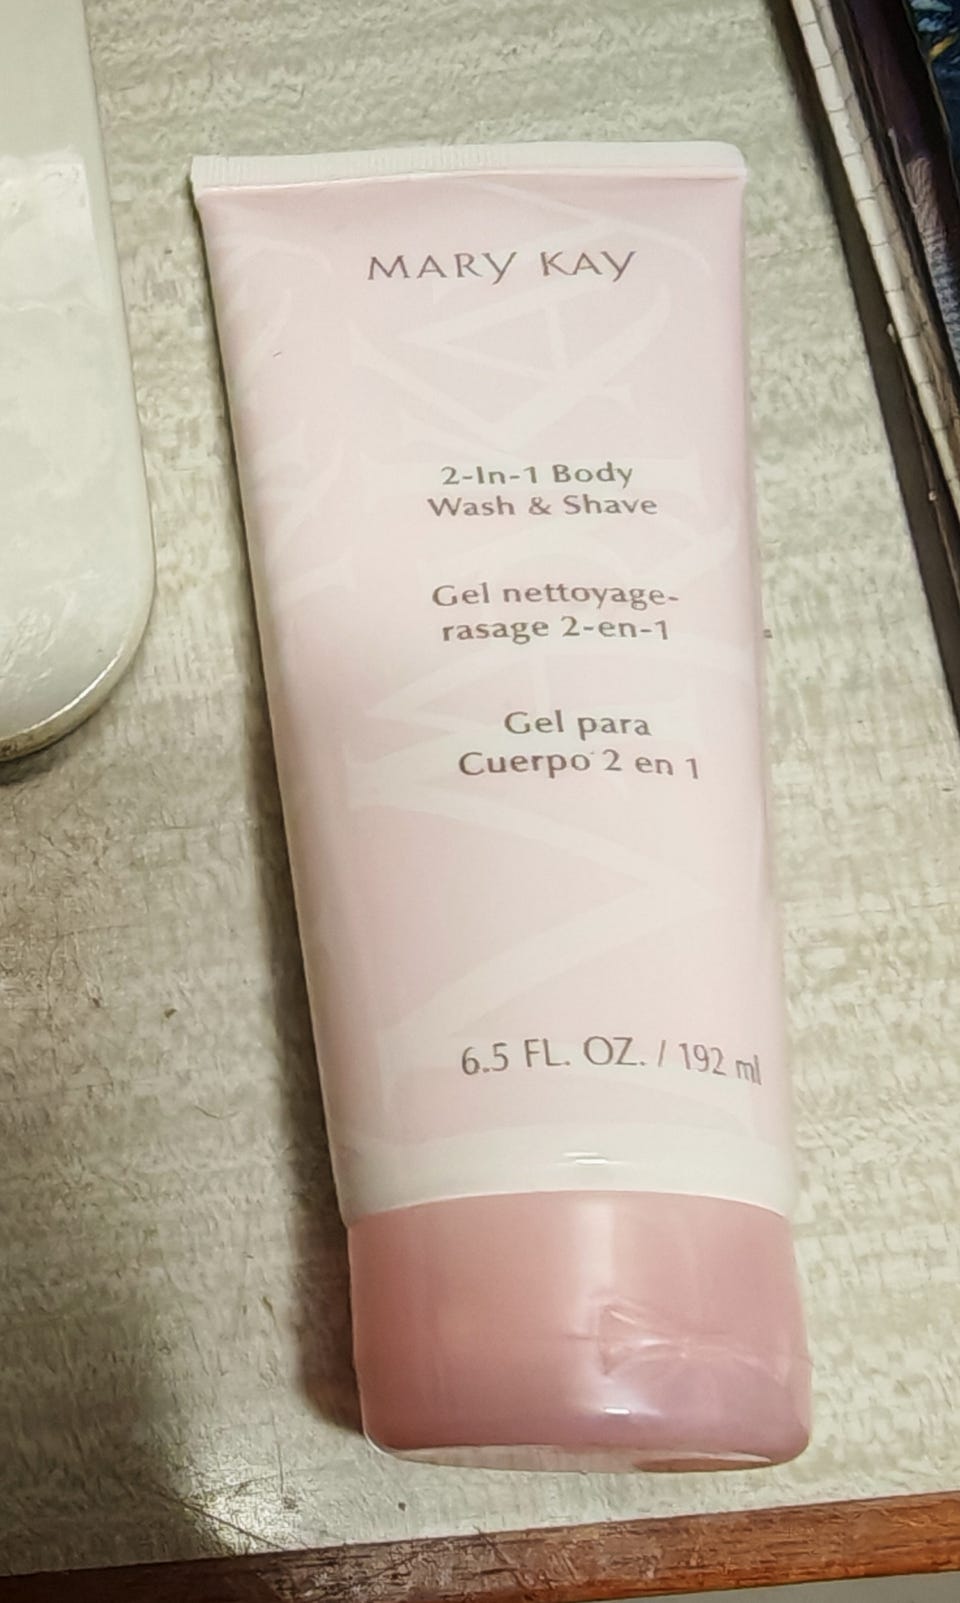 MARY KAY
2-In-1 Body
Wash & Shave
Gel nettoyage-
rasage 2-en-1
Gel para
Cuerpo 2 en 1
6.5 FL. OZ. / 192 ml